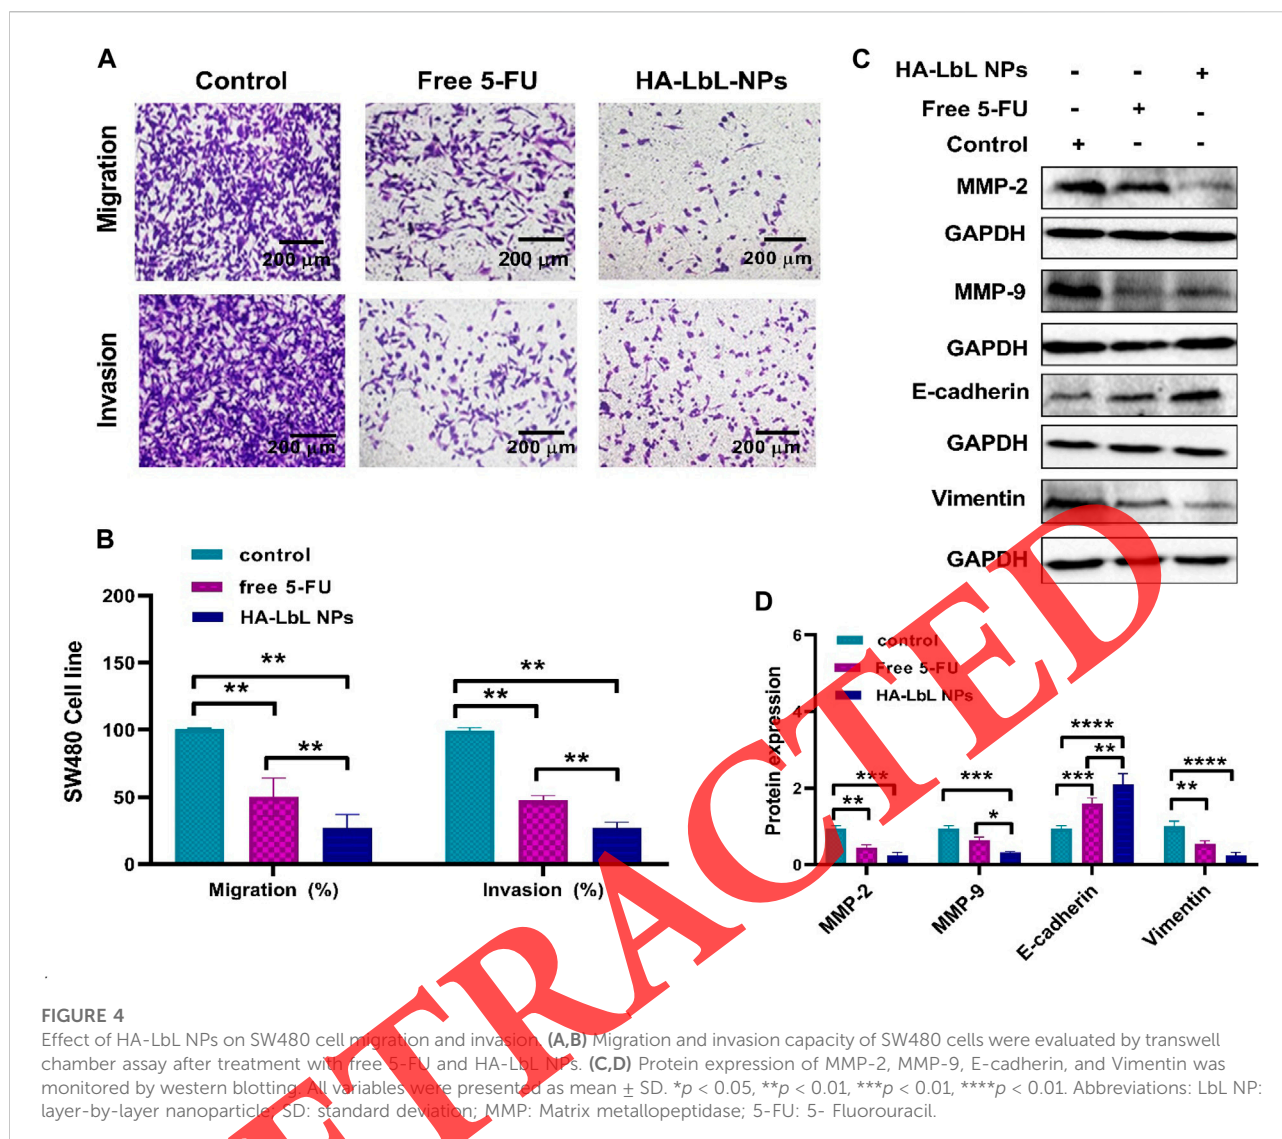 A
Control
Free 5-FU
HA-LbL-NPs
Migration
200 μm
200 μm
200 μm
Invasion
200 μm
200 μm
200 μm
B
control
free 5-FU
HA-LbL NPs
SW480 Cell line
200
150
100
50
0
**
**
**
**
**
**
Migration (%)
Invasion (%)
C
HA-LbL NPs - - +
Free 5-FU - + -
Control + - -
MMP-2
GAPDH
MMP-9
GAPDH
E-cadherin
GAPDH
Vimentin
GAPDH
D
control
Free 5-FU
HA-LbL NPs
Protein expression
6
4
2
0
***
**
***
*
****
**
***
****
**
MMP-2
MMP-9
E-cadherin
Vimentin
.
FIGURE 4
Effect of HA-LbL NPs on SW480 cell migration and invasion. (A,B) Migration and invasion capacity of SW480 cells were evaluated by transwell
chamber assay after treatment with free 5-FU and HA-LbL NPs. (C,D) Protein expression of MMP-2, MMP-9, E-cadherin, and Vimentin was
monitored by western blotting. All variables were presented as mean ± SD. *p < 0.05, **p < 0.01, ***p < 0.01, ****p < 0.01. Abbreviations: LbL NP:
layer-by-layer nanoparticle; SD: standard deviation; MMP: Matrix metallopeptidase; 5-FU: 5- Fluorouracil.
ETRACTED